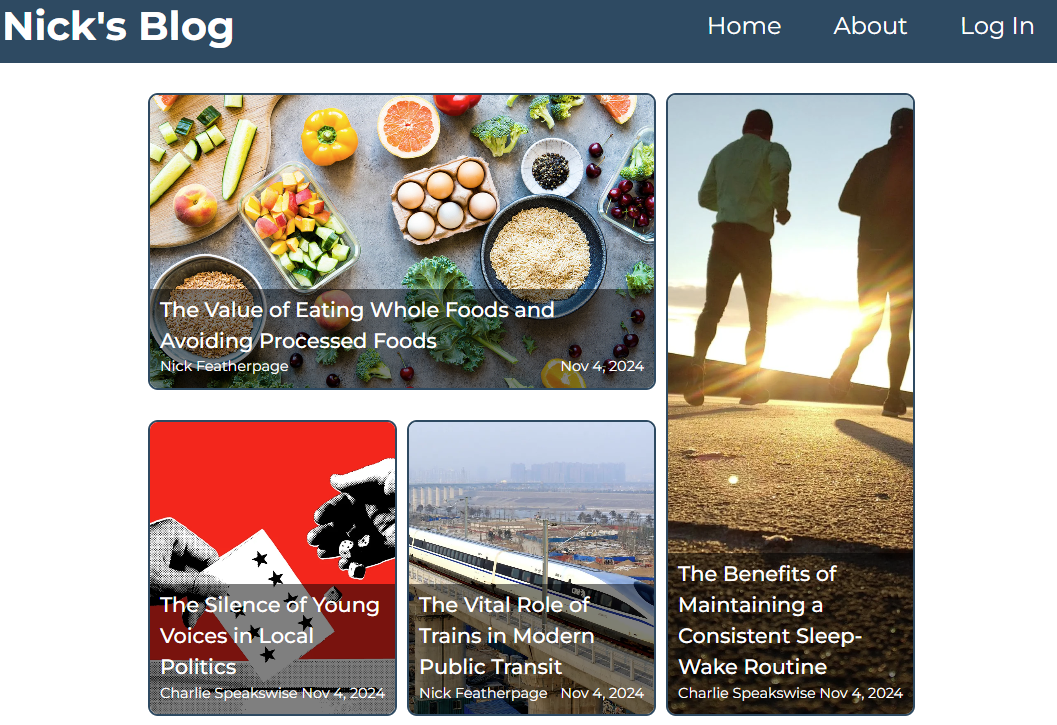 Nick's Blog
Home
About
Log In
The Value of Eating Whole Foods and
Avoiding Processed Foods
Nick Featherpage
Nov 4, 2024
The Benefits of
Maintaining a
Consistent Sleep-
Wake Routine
Charlie Speakswise Nov 4, 2024
The Silence of Young
Voices in Local
Politics
Charlie Speakswise Nov 4, 2024
The Vital Role of
Trains in Modern
Public Transit
Nick Featherpage Nov 4, 2024